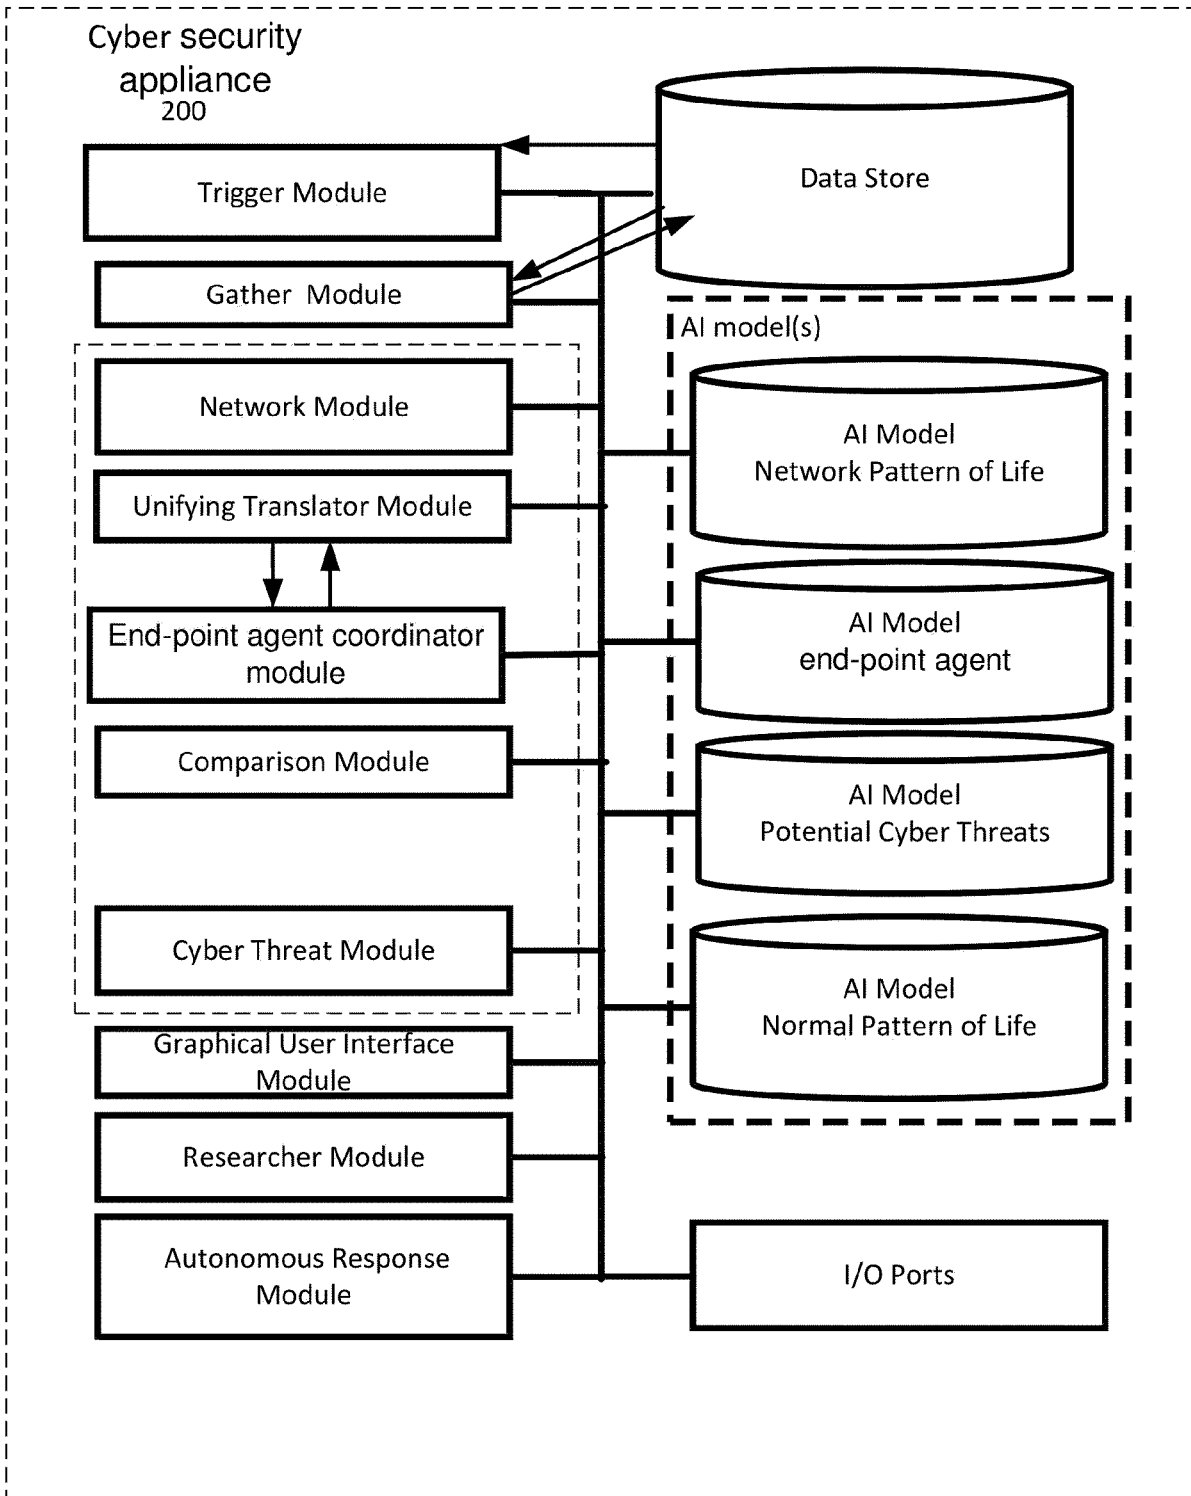 Cyber security
appliance
200
Trigger Module
Data Store
Gather Module
AI model(s)
Network Module
AI Model
Network Pattern of Life
Unifying Translator Module
End-point agent coordinator
module
AI Model
end-point agent
Comparison Module
AI Model
Potential Cyber Threats
Cyber Threat Module
AI Model
Normal Pattern of Life
Graphical User Interface
Module
Researcher Module
Autonomous Response
Module
I/O Ports